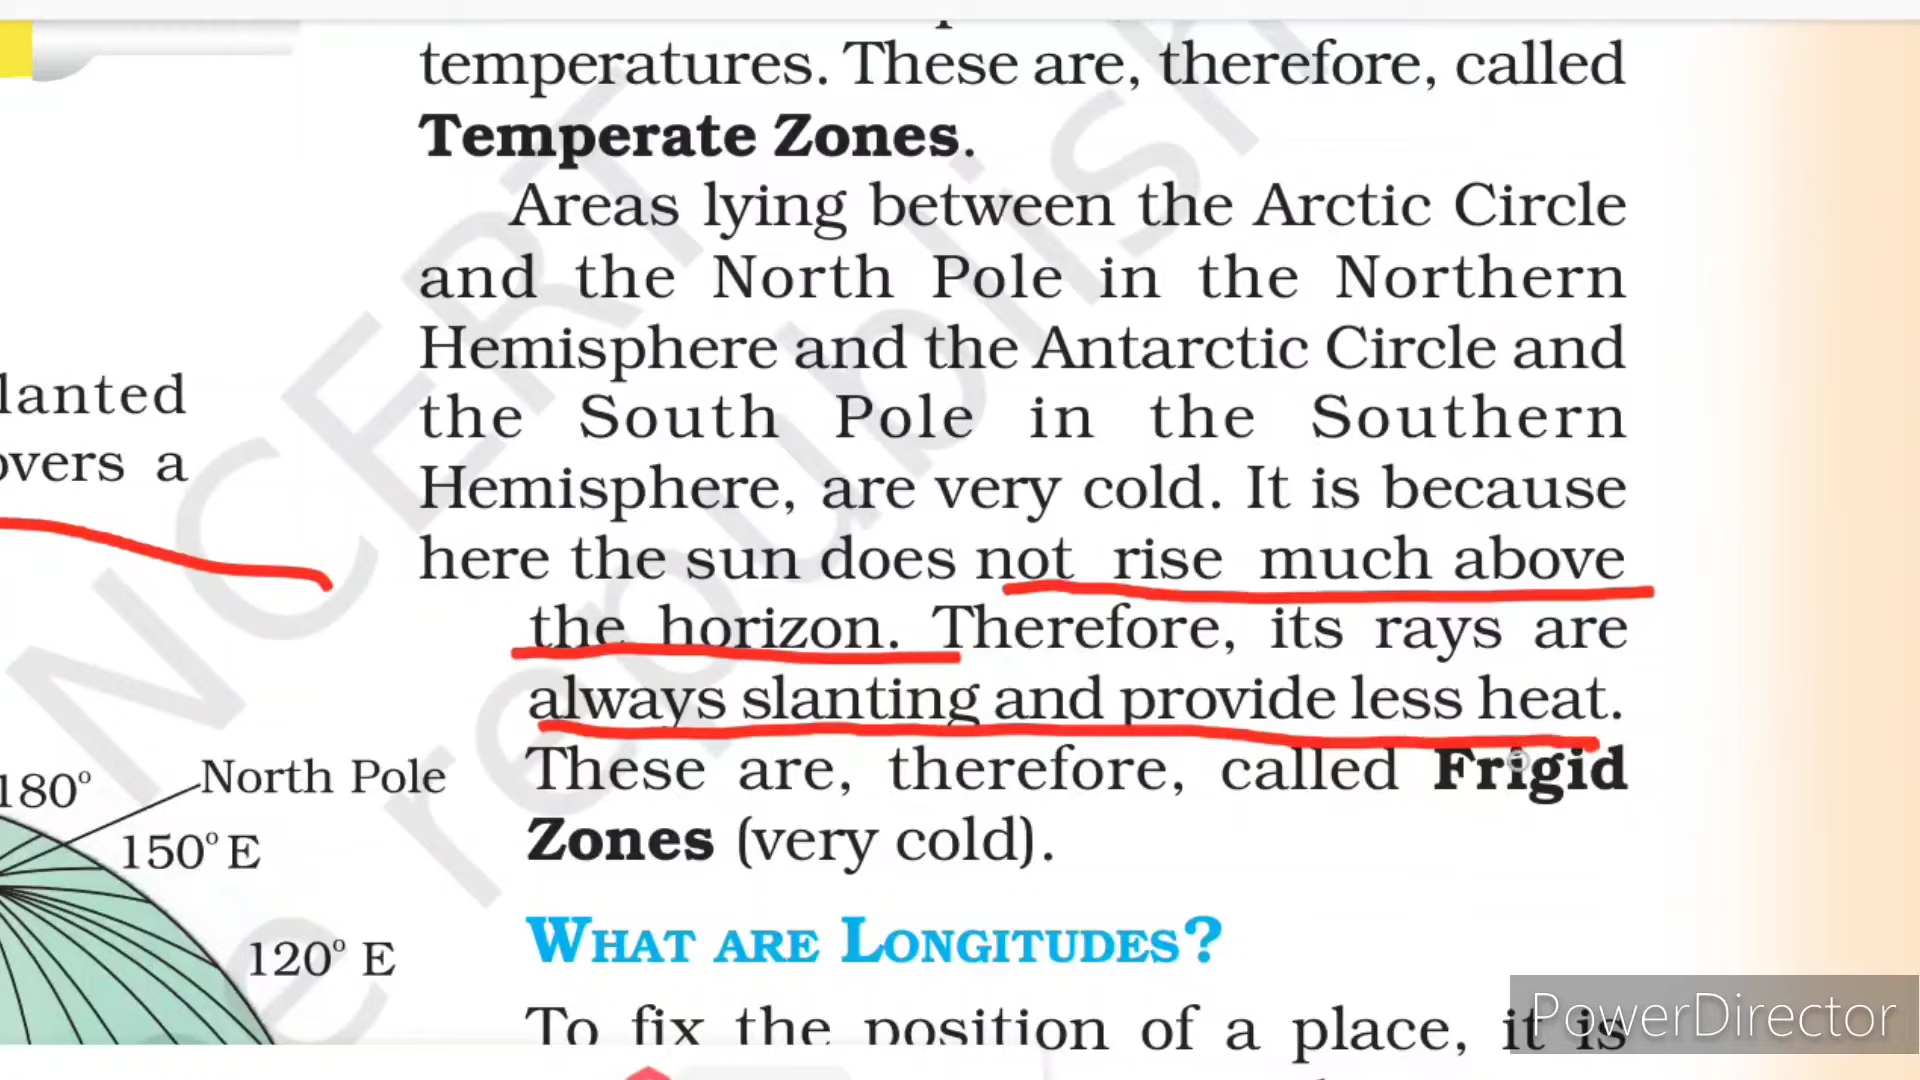 temperatures. These are, therefore, called
Temperate Zones.
Areas lying between the Arctic Circle
and the North Pole in the Northern
Hemisphere and the Antarctic Circle and
the South Pole in the Southern
Hemisphere, are very cold. It is because
here the sun does not rise much above
the horizon. Therefore, its rays are
always slanting and provide less heat.
These are, therefore, called Frigid
Zones (very cold).
WHAT ARE LONGITUDES?
To fix the position of a place, it is
lanted
overs a
180° North Pole
150° E
120° E
NCERT
republish
PowerDirector